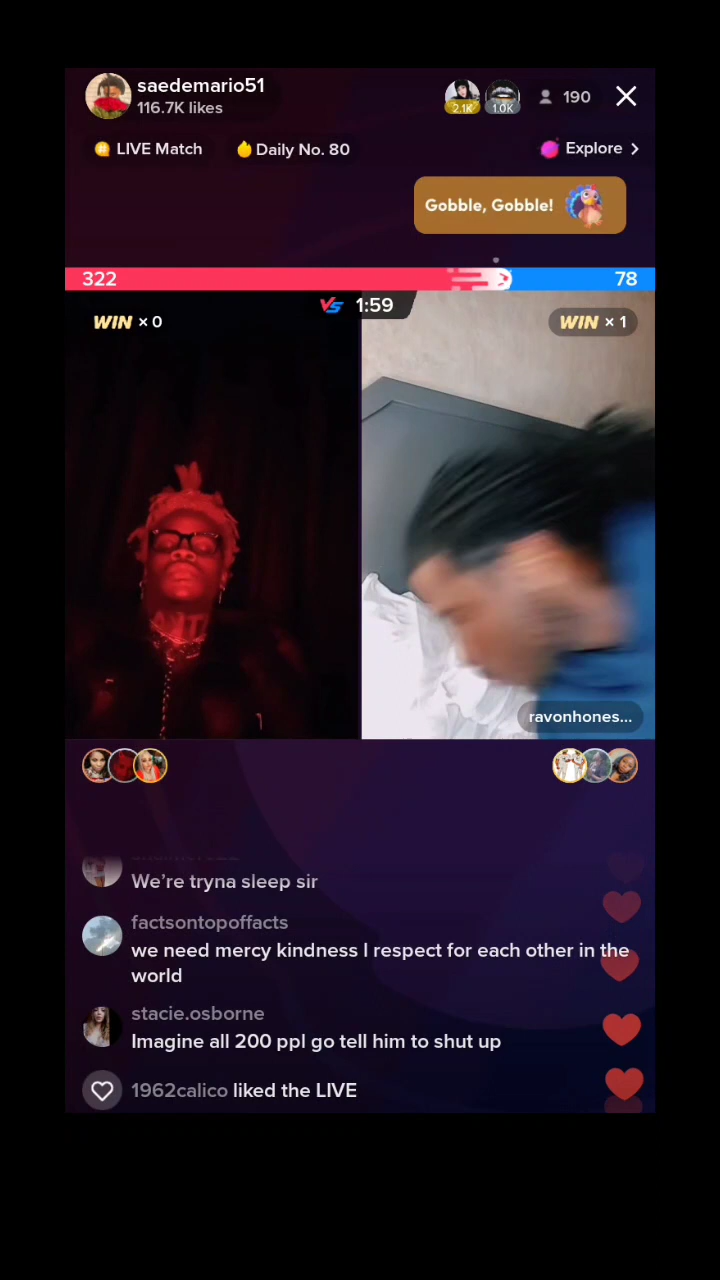 saedemario51
116.7K likes
2.1K
1.0K
190
LIVE Match
Daily No. 80
Explore
Gobble, Gobble!
322
78
VS 1:59
WIN × 0
WIN × 1
ravonhones...
We're tryna sleep sir
factsontopoffacts
we need mercy kindness I respect for each other in the
world
stacie.osborne
Imagine all 200 ppl go tell him to shut up
1962calico liked the LIVE